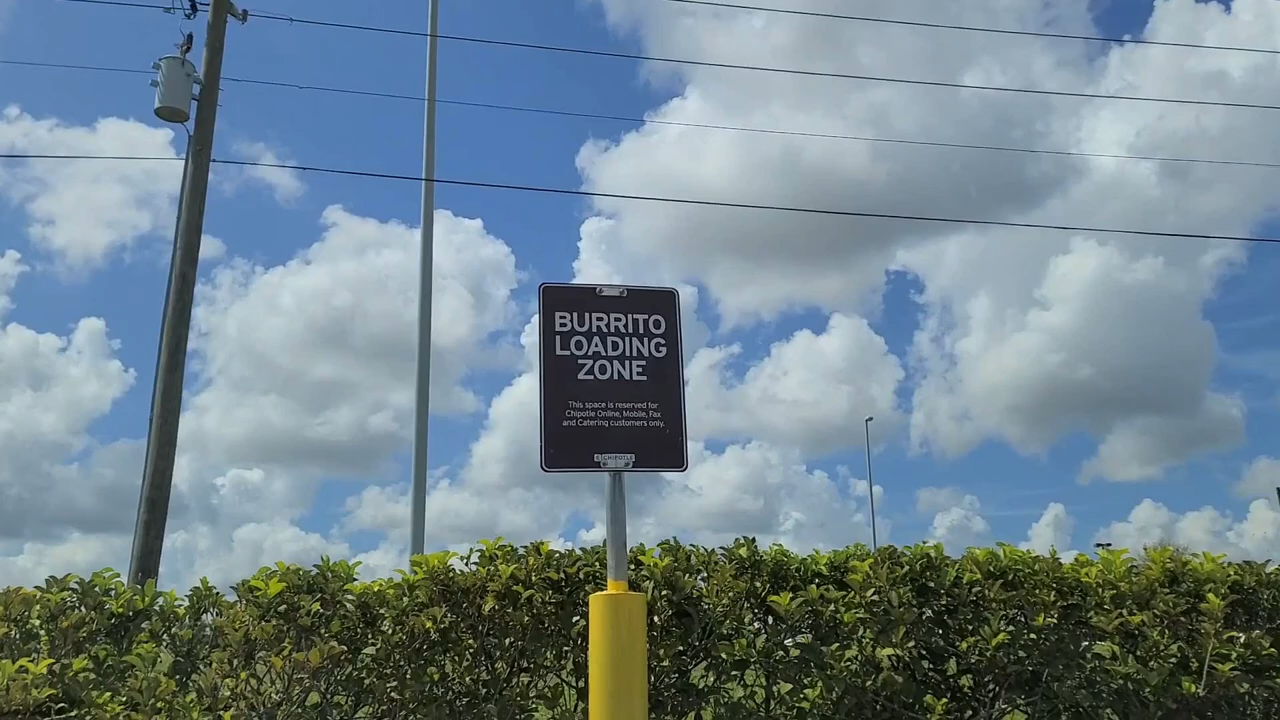 BURRITO
LOADING
ZONE
This space is reserved for
Chipotle Online, Mobile, Fax
and Catering customers only.
CHIPOTLE